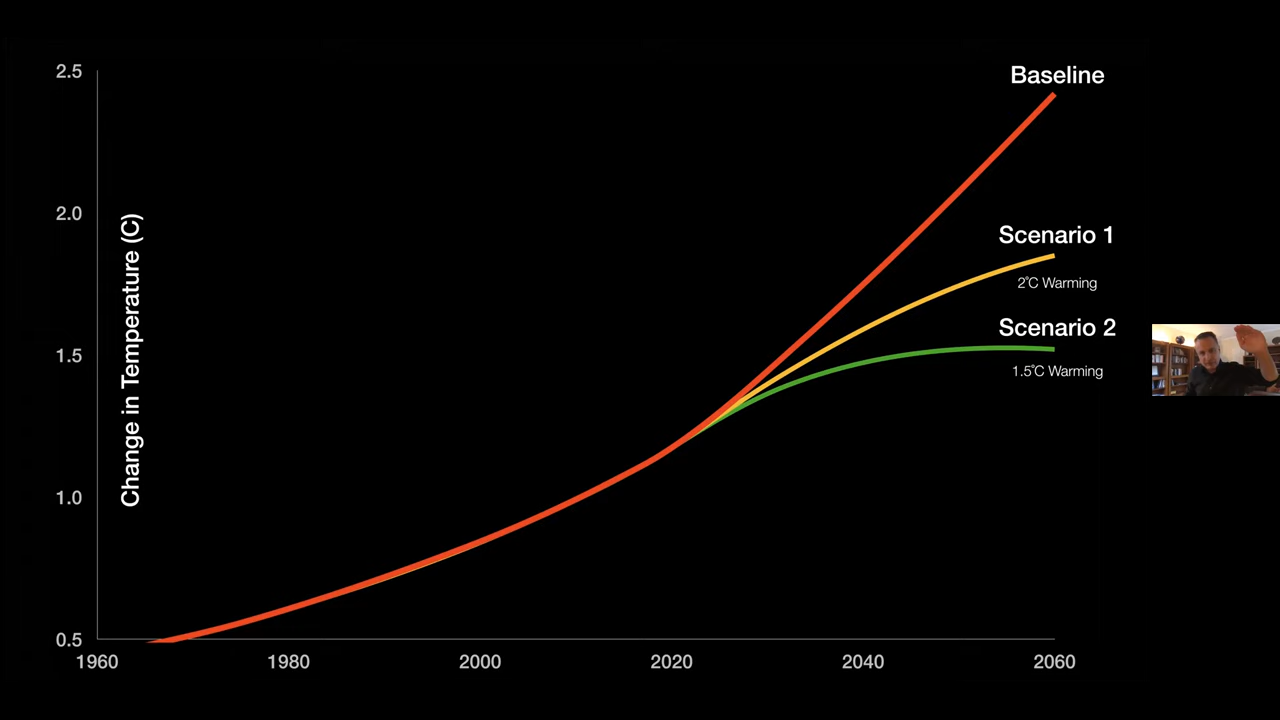 2.5
2.0
1.5
1.0
0.5
Change in Temperature (C)
Baseline
Scenario 1
2°C Warming
Scenario 2
1.5°C Warming
1960
1980
2000
2020
2040
2060